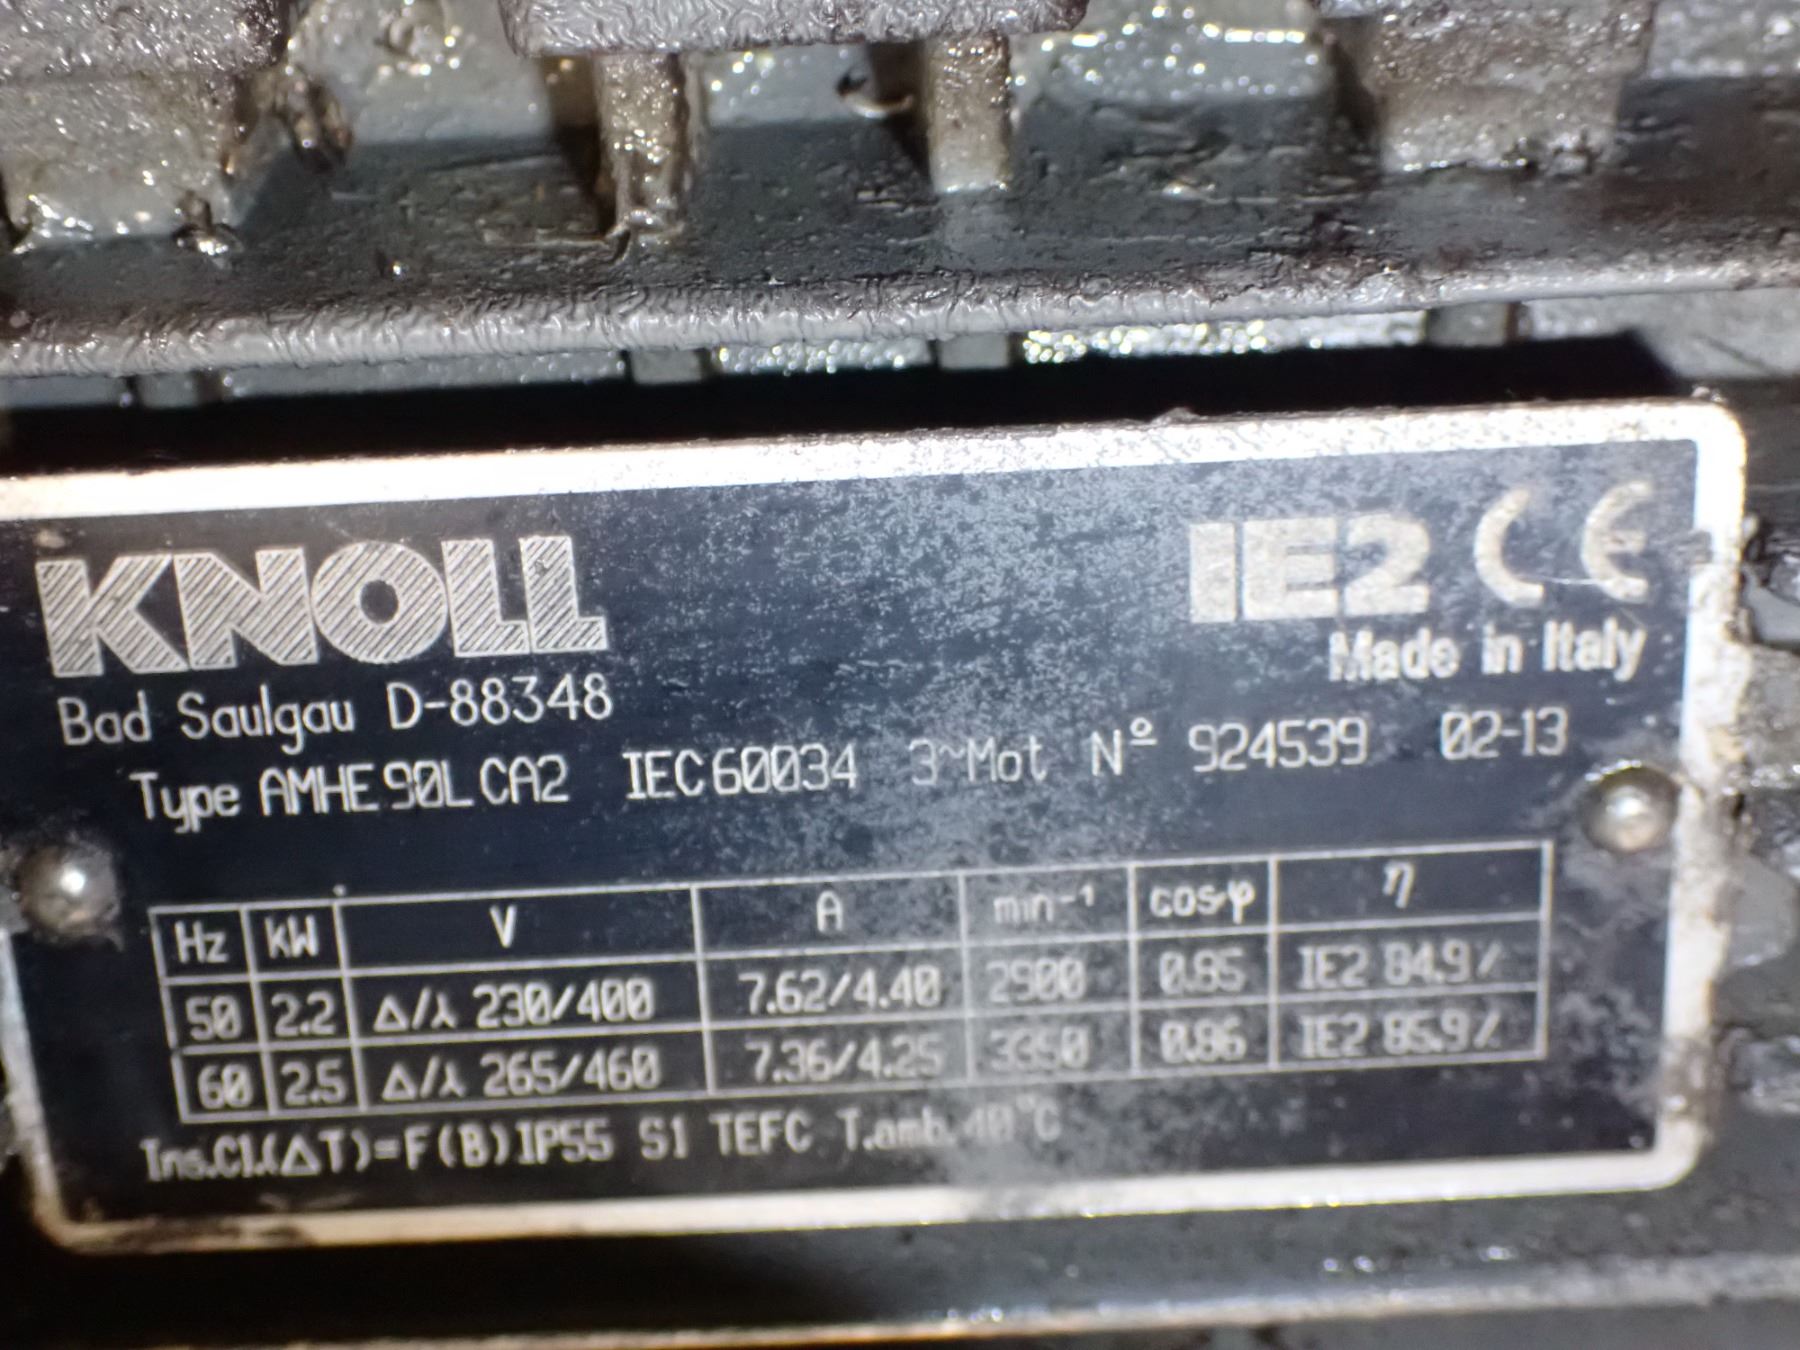 KNOLL
IE2 CE
Made in Italy
Bad Saulgau D-88348
Type AMHE 90L CA2 IEC 60034 3~Mot Nº 924539 02-13
Hz kW V A min⁻¹ cosφ η
50 2.2 Δ/⅄ 230/400 7.62/4.40 2900 0.85 IE2 84.9%
60 2.5 Δ/⅄ 265/460 7.36/4.25 3350 0.86 IE2 85.9%
Ins.Cl.(ΔT)=F(B) IP55 S1 TEFC T.amb.40°C